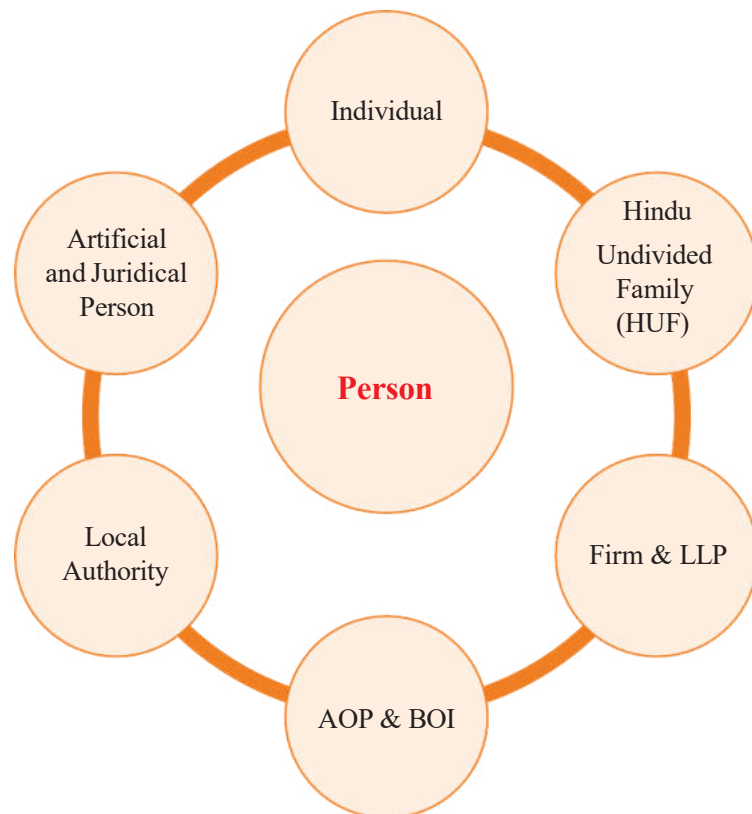 Individual
Hindu
Undivided
Family
(HUF)
Artificial
and Juridical
Person
Person
Local
Authority
Firm & LLP
AOP & BOI